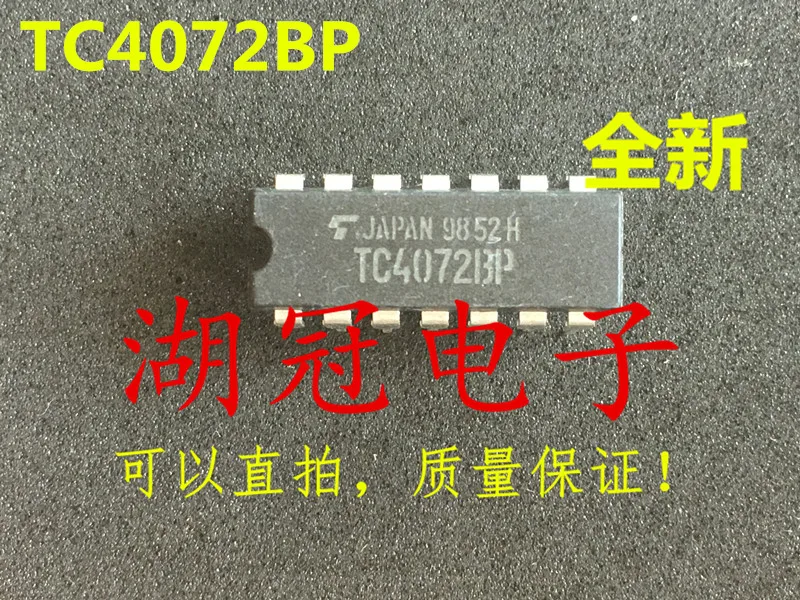 TC4072BP
全新
JAPAN 9852H
TC4072BP
湖冠电子
可以直拍，质量保证！